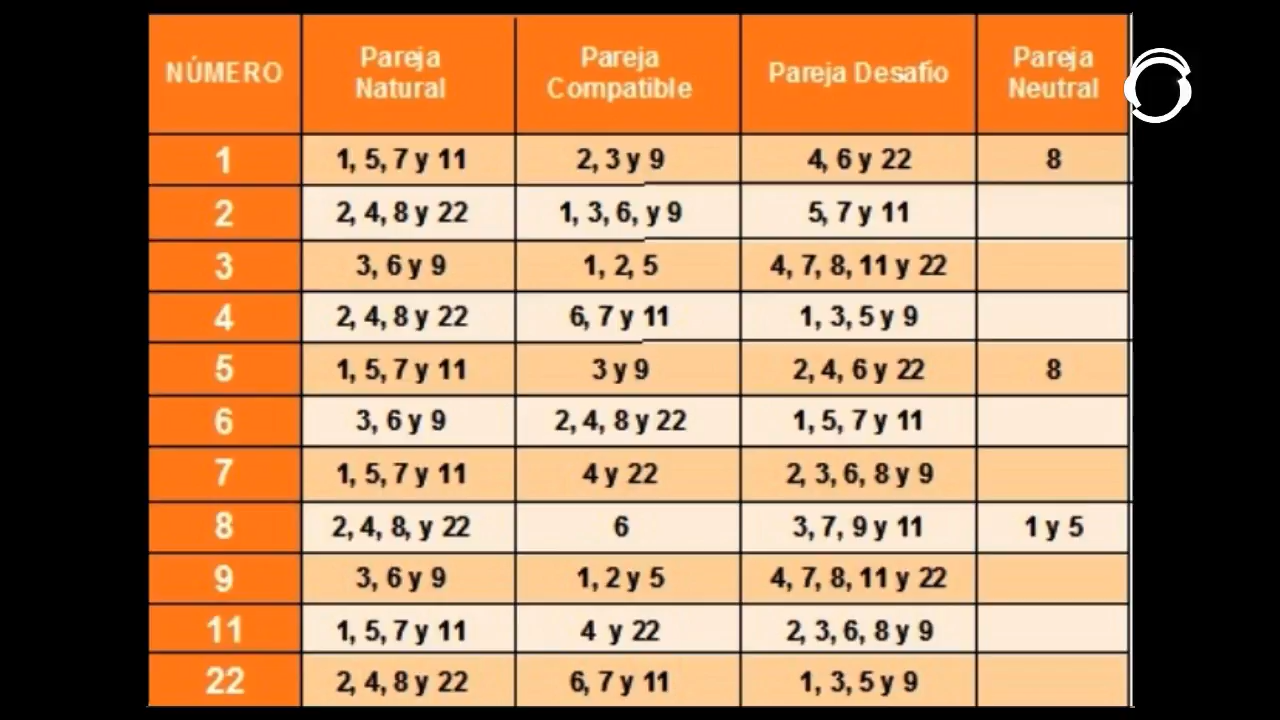 NÚMERO Pareja Natural Pareja Compatible Pareja Desafio Pareja Neutral
1 1, 5, 7 y 11 2, 3 y 9 4, 6 y 22 8
2 2, 4, 8 y 22 1, 3, 6, y 9 5, 7 y 11
3 3, 6 y 9 1, 2, 5 4, 7, 8, 11 y 22
4 2, 4, 8 y 22 6, 7 y 11 1, 3, 5 y 9
5 1, 5, 7 y 11 3 y 9 2, 4, 6 y 22 8
6 3, 6 y 9 2, 4, 8 y 22 1, 5, 7 y 11
7 1, 5, 7 y 11 4 y 22 2, 3, 6, 8 y 9
8 2, 4, 8, y 22 6 3, 7, 9 y 11 1 y 5
9 3, 6 y 9 1, 2 y 5 4, 7, 8, 11 y 22
11 1, 5, 7 y 11 4 y 22 2, 3, 6, 8 y 9
22 2, 4, 8 y 22 6, 7 y 11 1, 3, 5 y 9